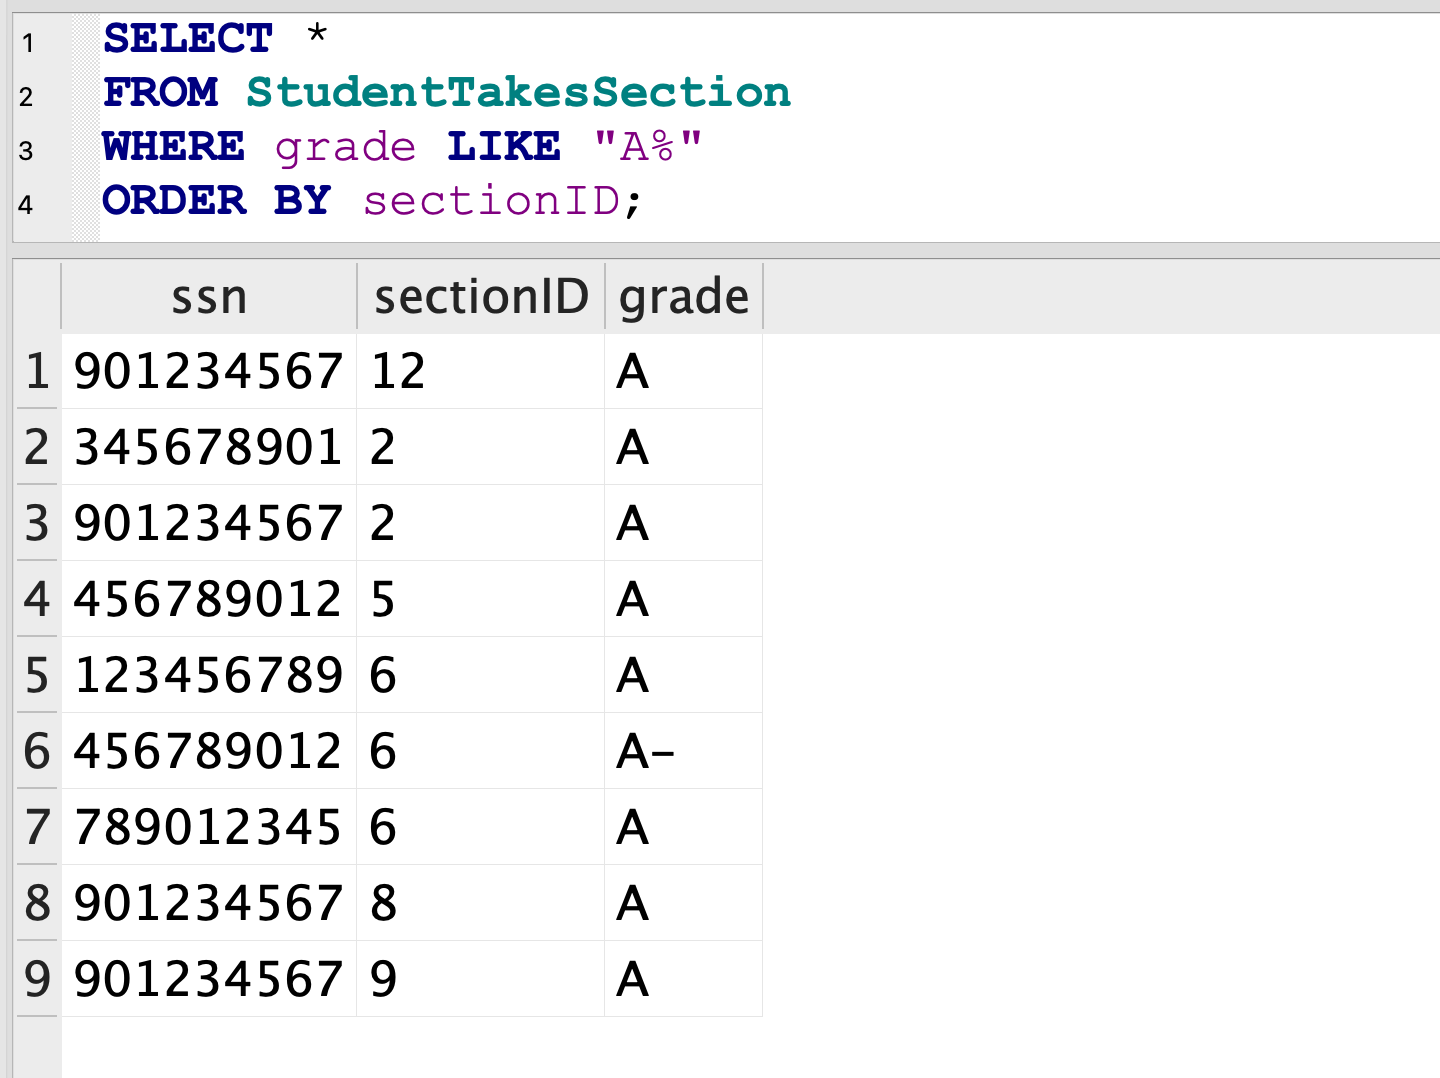 1 SELECT *
2 FROM StudentTakesSection
3 WHERE grade LIKE "A%"
4 ORDER BY sectionID;
ssn sectionID grade
1 901234567 12 A
2 345678901 2 A
3 901234567 2 A
4 456789012 5 A
5 123456789 6 A
6 456789012 6 A-
7 789012345 6 A
8 901234567 8 A
9 901234567 9 A